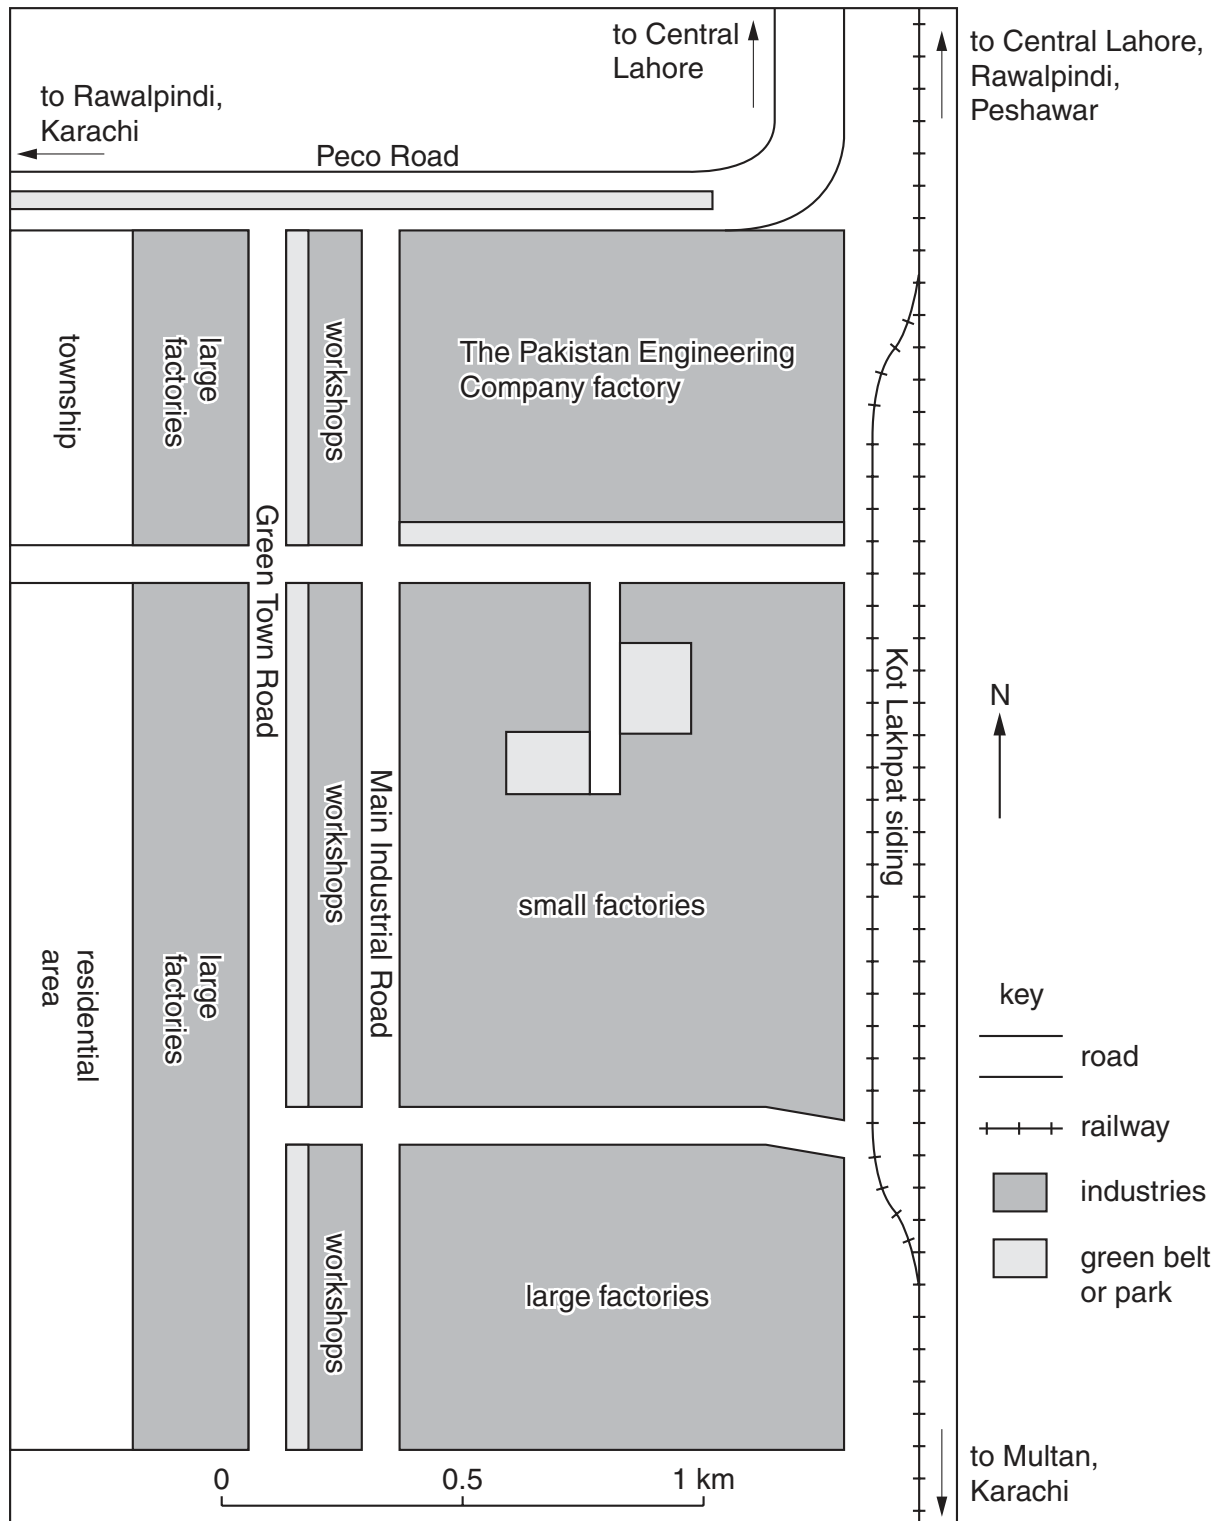 to Central
Lahore
to Central Lahore,
Rawalpindi,
Peshawar
to Rawalpindi,
Karachi
Peco Road
township
large
factories
workshops
The Pakistan Engineering
Company factory
Green Town Road
Kot Lakhpat siding
N
workshops
Main Industrial Road
small factories
residential
area
large
factories
key
road
railway
industries
green belt
or park
workshops
large factories
to Multan,
Karachi
0 0.5 1 km